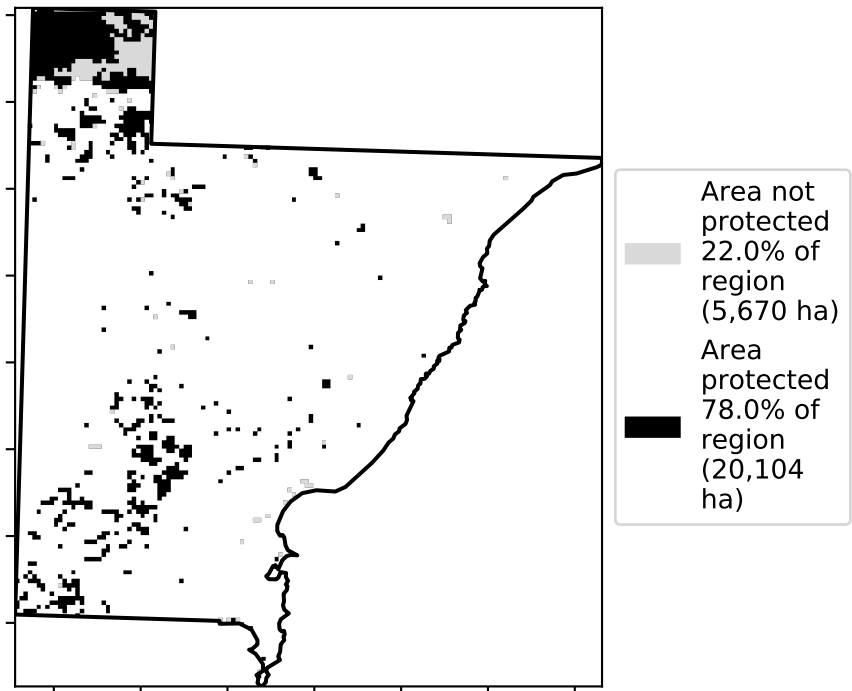 Area not
protected
22.0% of
region
(5,670 ha)
Area
protected
78.0% of
region
(20,104
ha)